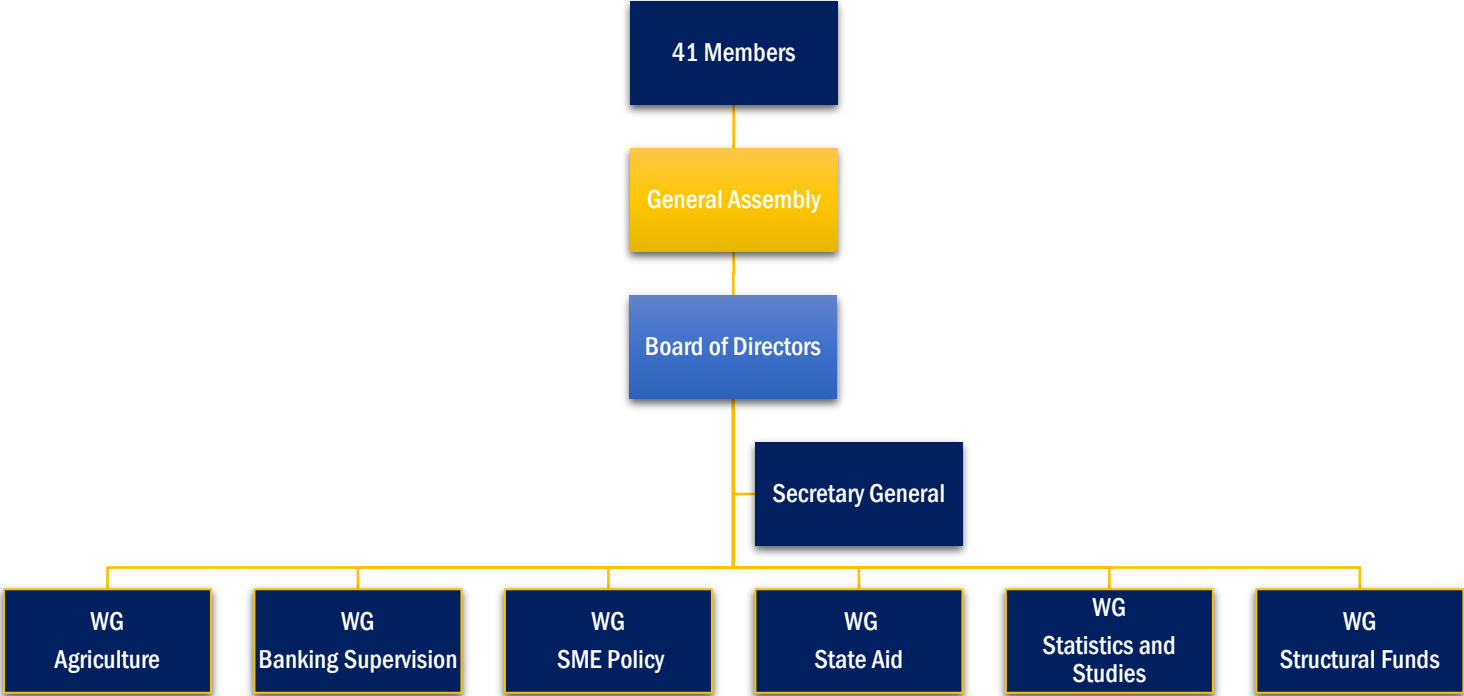 41 Members
General Assembly
Board of Directors
Secretary General
WG
Agriculture
WG
Banking Supervision
WG
SME Policy
WG
State Aid
WG
Statistics and
Studies
WG
Structural Funds